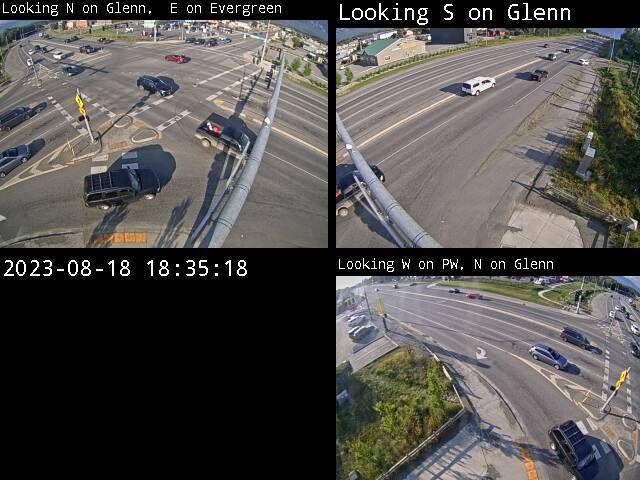 Looking N on Glenn, E on Evergreen
Looking S on Glenn
2023-08-18 18:35:18
Looking W on PW, N on Glenn